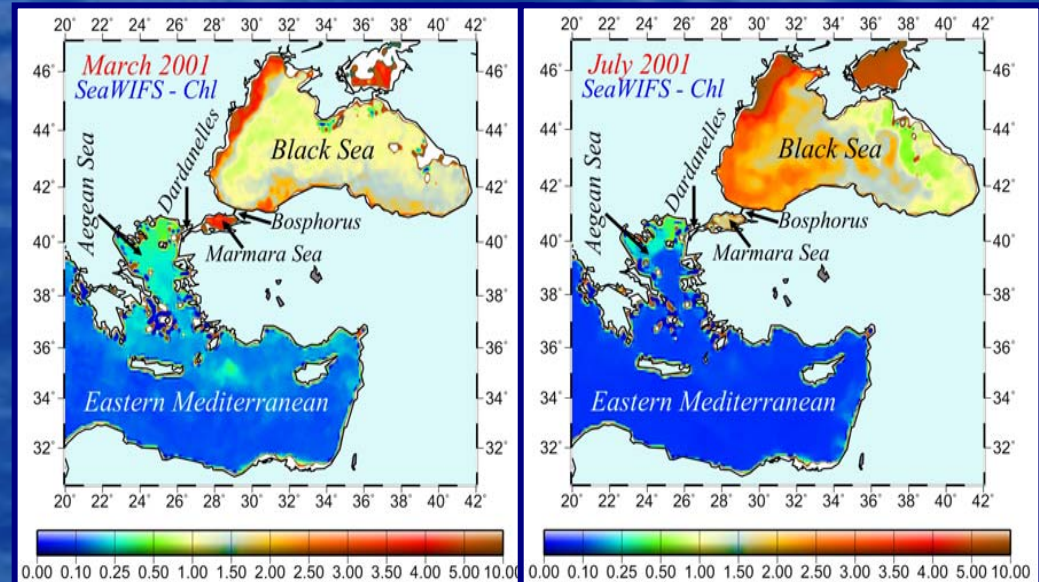 March 2001
SeaWIFS - Chl
Black Sea
Dardanelles
Aegean Sea
Bosphorus
Marmara Sea
Eastern Mediterranean
46°
44°
42°
40°
38°
36°
34°
32°
20° 22° 24° 26° 28° 30° 32° 34° 36° 38° 40° 42°
0.00 0.10 0.25 0.50 1.00 1.50 2.00 2.50 3.00 4.00 5.00 10.00
July 2001
SeaWIFS - Chl
Black Sea
Dardanelles
Aegean Sea
Bosphorus
Marmara Sea
Eastern Mediterranean
46°
44°
42°
40°
38°
36°
34°
32°
20° 22° 24° 26° 28° 30° 32° 34° 36° 38° 40° 42°
0.00 0.10 0.25 0.50 1.00 1.50 2.00 2.50 3.50 4.00 5.00 10.00